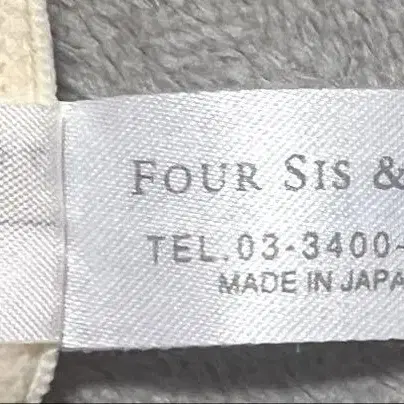 FOUR SIS &
TEL.03-3400-
MADE IN JAPA